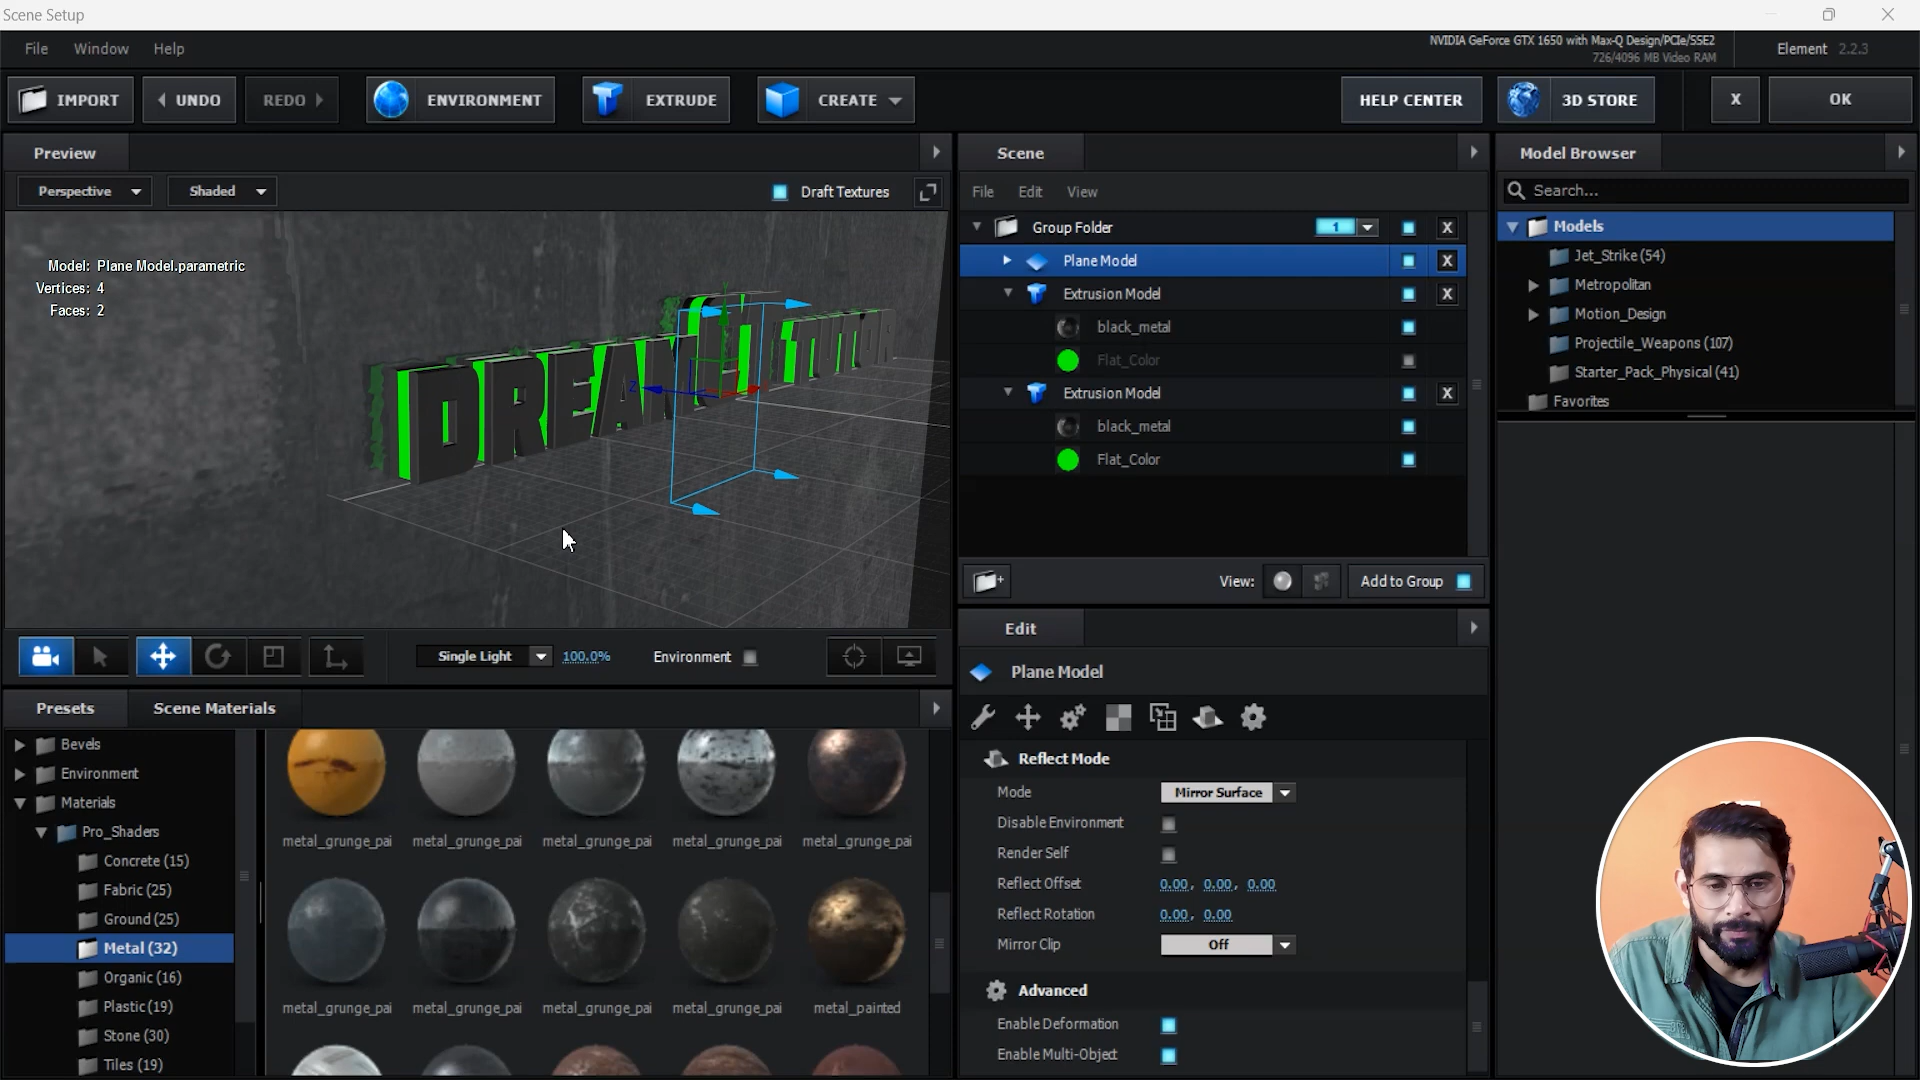 Scene Setup
File Window Help
NVIDIA GeForce GTX 1650 with Max-Q Design/PCIe/SSE2
726/4096 MB Video RAM
Element 2.2.3
IMPORT
UNDO
REDO
ENVIRONMENT
EXTRUDE
CREATE
HELP CENTER
3D STORE
X
OK
Preview
Perspective
Shaded
Draft Textures
Model: Plane Model.parametric
Vertices: 4
Faces: 2
DREAM
Z
Single Light
100.0%
Environment
Presets
Scene Materials
Bevels
Environment
Materials
Pro_Shaders
Concrete (15)
Fabric (25)
Ground (25)
Metal (32)
Organic (16)
Plastic (19)
Stone (30)
Tiles (19)
metal_grunge_pai metal_grunge_pai metal_grunge_pai metal_grunge_pai metal_grunge_pai
metal_grunge_pai metal_grunge_pai metal_grunge_pai metal_grunge_pai metal_painted
Scene
File Edit View
Group Folder 1 X
Plane Model X
Extrusion Model X
black_metal
Flat_Color
Extrusion Model X
black_metal
Flat_Color
View:
Add to Group
Edit
Plane Model
Reflect Mode
Mode Mirror Surface
Disable Environment
Render Self
Reflect Offset 0.00, 0.00, 0.00
Reflect Rotation 0.00, 0.00
Mirror Clip Off
Advanced
Enable Deformation
Enable Multi-Object
Model Browser
Search...
Models
Jet_Strike (54)
Metropolitan
Motion_Design
Projectile_Weapons (107)
Starter_Pack_Physical (41)
Favorites